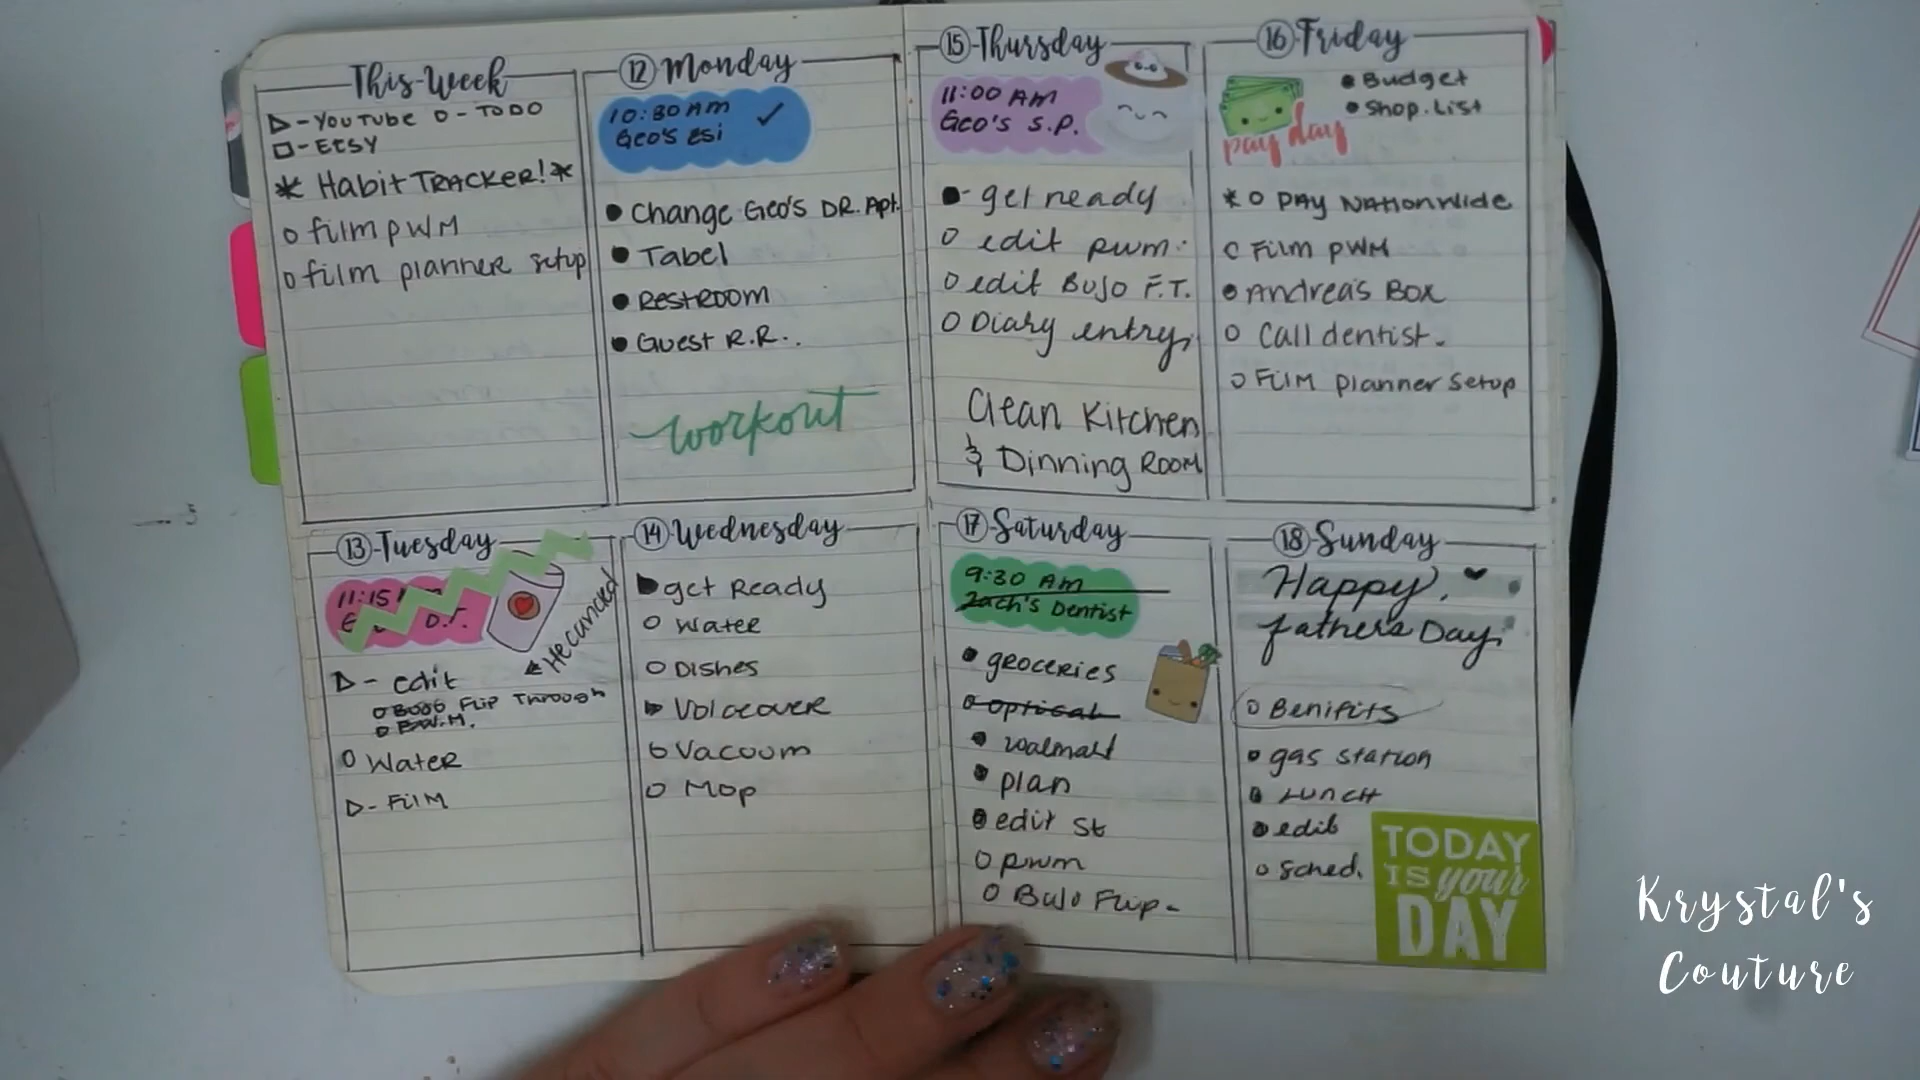 This Week
▷-YOUTUBE O-TODO
□-ETSY
* Habit TRACKER! *
o film PWM
o film planner setup
12 Monday
10:30 AM ✓
Geo's ESI
• Change Geo's DR. Apt.
• Tabel
• RESTROOM
• Guest R.R..
workout
13 Tuesday
11:15
D.T.
He canceled
▷- edit
o BuJo Flip Through
o P.W.M.
o Water
▷- Film
14 Wednesday
get Ready
o Water
o Dishes
Voiceover
o Vacuum
o Mop
15 Thursday
11:00 AM
Geo's S.P.
•- get ready
o edit pwm.
o edit BuJo F.T.
o Diary entry
Clean Kitchen
& Dinning Room
16 Friday
• Budget
• Shop. List
pay day
* o Pay Nationwide
o Film PWM
• Andrea's Box
o Call dentist.
o Film planner setup
17 Saturday
9:30 AM
Zach's Dentist
• groceries
o optical
• walmart
• plan
• edit St
o pwm
o BuJo Flip-
18 Sunday
Happy
fathers Day
o Benifits
• gas station
• Lunch
• edit
o Sched.
TODAY
IS your
DAY
Krystal's
Couture